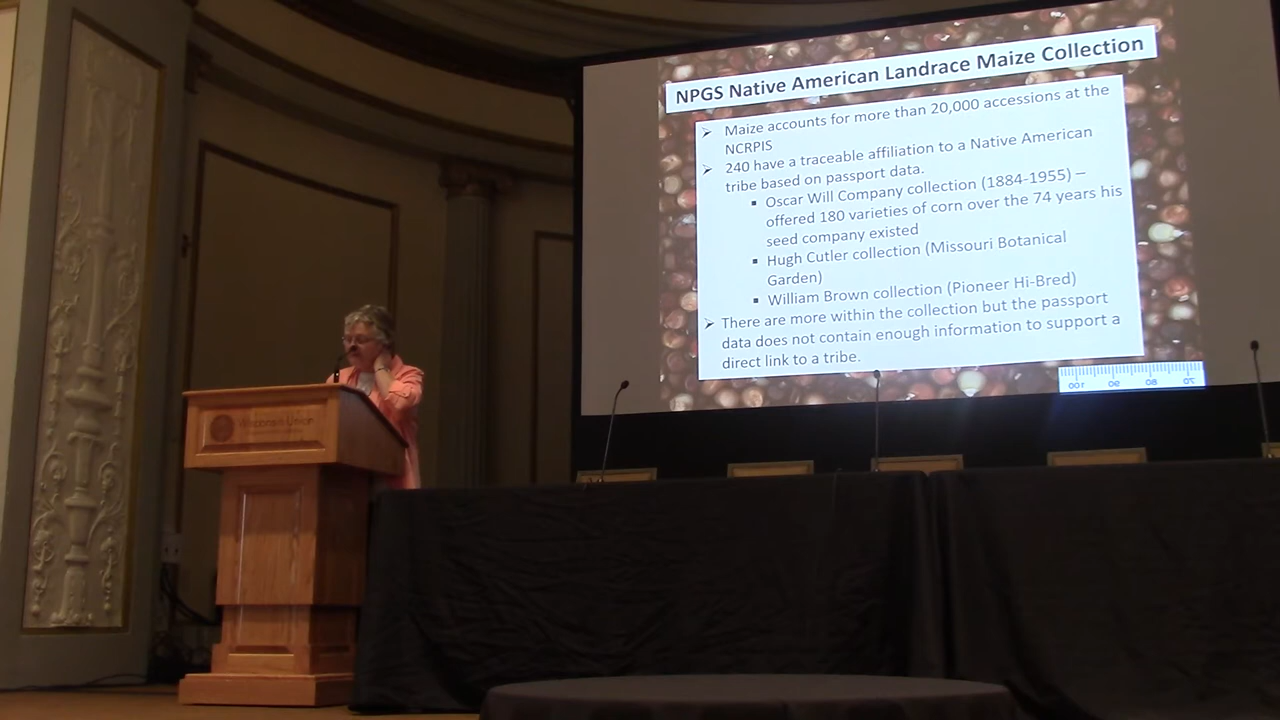 NPGS Native American Landrace Maize Collection
➢ Maize accounts for more than 20,000 accessions at the
NCRPIS
➢ 240 have a traceable affiliation to a Native American
tribe based on passport data.
▪ Oscar Will Company collection (1884-1955) –
offered 180 varieties of corn over the 74 years his
seed company existed
▪ Hugh Cutler collection (Missouri Botanical
Garden)
▪ William Brown collection (Pioneer Hi-Bred)
➢ There are more within the collection but the passport
data does not contain enough information to support a
direct link to a tribe.
Wisconsin Union